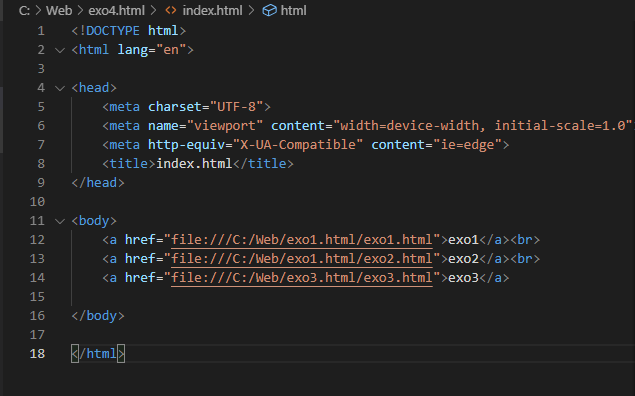 C: > Web > exo4.html > <> index.html > html
1 <!DOCTYPE html>
2 <html lang="en">
3
4 <head>
5     <meta charset="UTF-8">
6     <meta name="viewport" content="width=device-width, initial-scale=1.0"
7     <meta http-equiv="X-UA-Compatible" content="ie=edge">
8     <title>index.html</title>
9 </head>
10
11 <body>
12     <a href="file:///C:/Web/exo1.html/exo1.html">exo1</a><br>
13     <a href="file:///C:/Web/exo1.html/exo2.html">exo2</a><br>
14     <a href="file:///C:/Web/exo3.html/exo3.html">exo3</a>
15
16 </body>
17
18 </html>